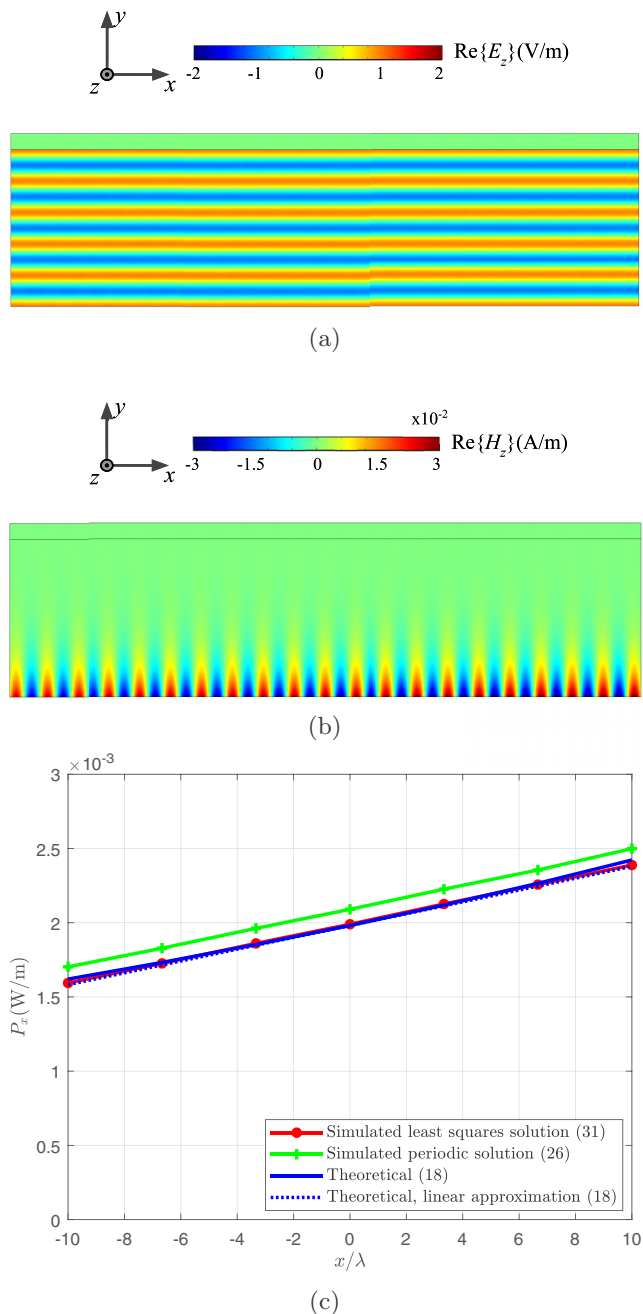 y
z x
Re{E_z}(V/m)
-2 -1 0 1 2
(a)
y
z x
x10^-2
Re{H_z}(A/m)
-3 -1.5 0 1.5 3
(b)
×10^-3
3
2.5
2
1.5
1
0.5
0
P_x(W/m)
Simulated least squares solution (31)
Simulated periodic solution (26)
Theoretical (18)
Theoretical, linear approximation (18)
-10 -8 -6 -4 -2 0 2 4 6 8 10
x/λ
(c)